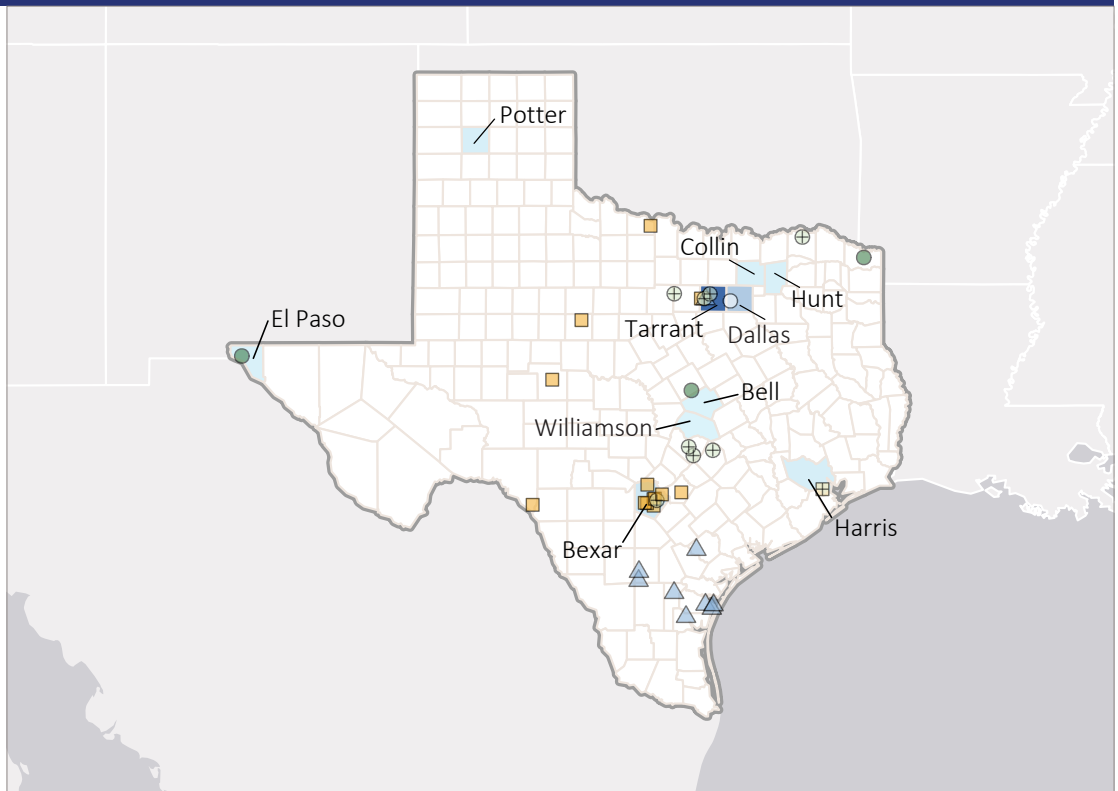 Potter
Collin
Hunt
El Paso
Tarrant
Dallas
Bell
Williamson
Harris
Bexar